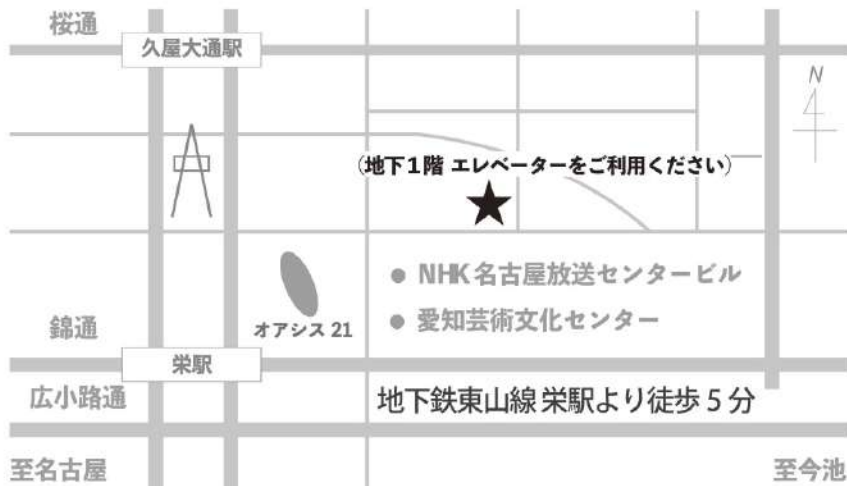 桜通
久屋大通駅
N
(地下1階 エレベーターをご利用ください)
● NHK名古屋放送センタービル
● 愛知芸術文化センター
オアシス21
錦通
栄駅
広小路通
地下鉄東山線 栄駅より徒歩5分
至名古屋
至今池